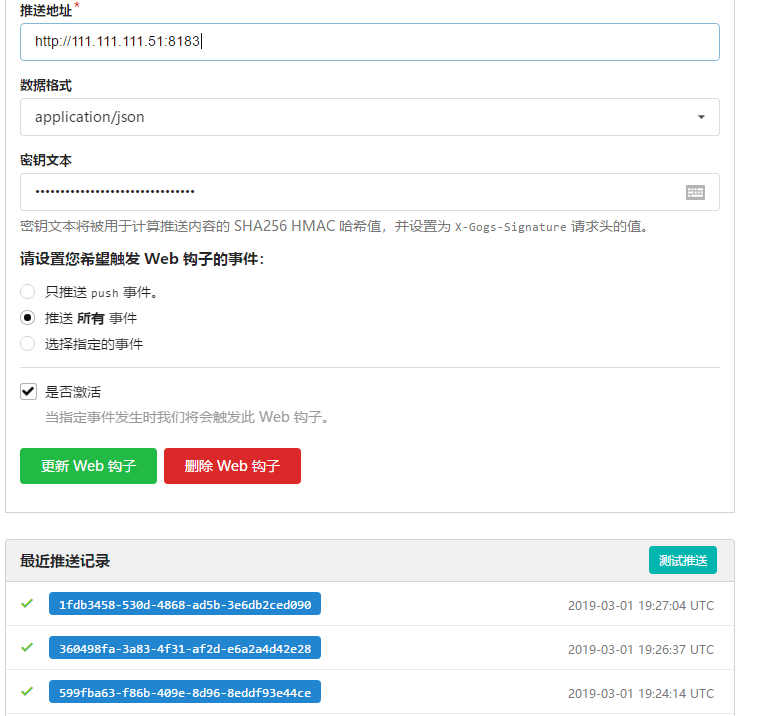 推送地址*
http://111.111.111.51:8183
数据格式
application/json
密钥文本
••••••••••••••••••••••••••••••••
密钥文本将被用于计算推送内容的 SHA256 HMAC 哈希值，并设置为 X-Gogs-Signature 请求头的值。
请设置您希望触发 Web 钩子的事件：
只推送 push 事件。
推送 所有 事件
选择指定的事件
是否激活
当指定事件发生时我们将会触发此 Web 钩子。
更新 Web 钩子 删除 Web 钩子
最近推送记录 测试推送
1fdb3458-530d-4868-ad5b-3e6db2ced090 2019-03-01 19:27:04 UTC
360498fa-3a83-4f31-af2d-e6a2a4d42e28 2019-03-01 19:26:37 UTC
599fba63-f86b-409e-8d96-8eddf93e44ce 2019-03-01 19:24:14 UTC